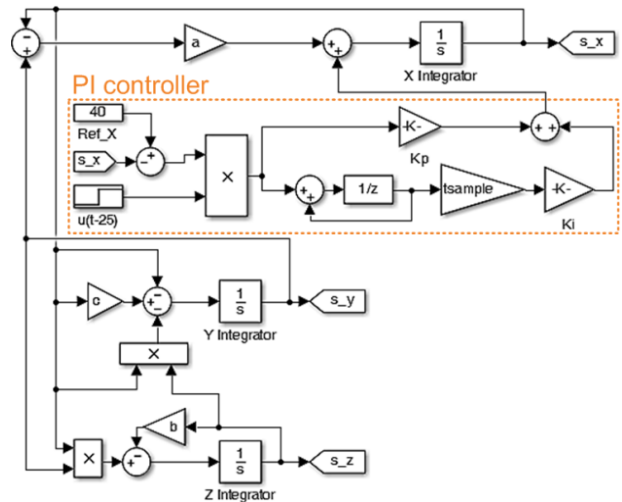 a
1
s
s_x
X Integrator
PI controller
40
Ref_X
s_x
×
u(t-25)
-K-
Kp
1/z
tsample
-K-
Ki
c
1
s
s_y
Y Integrator
×
b
×
1
s
s_z
Z Integrator